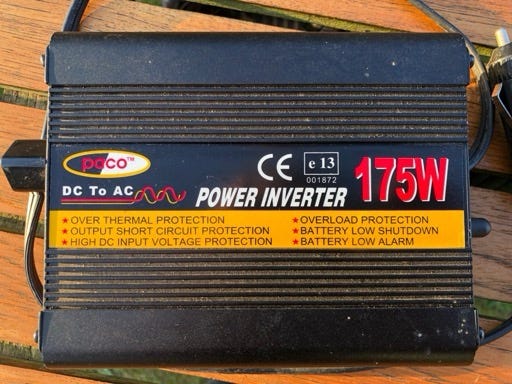 paco™
DC To AC
CE
e 13
001872
POWER INVERTER
175W
★ OVER THERMAL PROTECTION
★ OUTPUT SHORT CIRCUIT PROTECTION
★ HIGH DC INPUT VOLTAGE PROTECTION
★ OVERLOAD PROTECTION
★ BATTERY LOW SHUTDOWN
★ BATTERY LOW ALARM